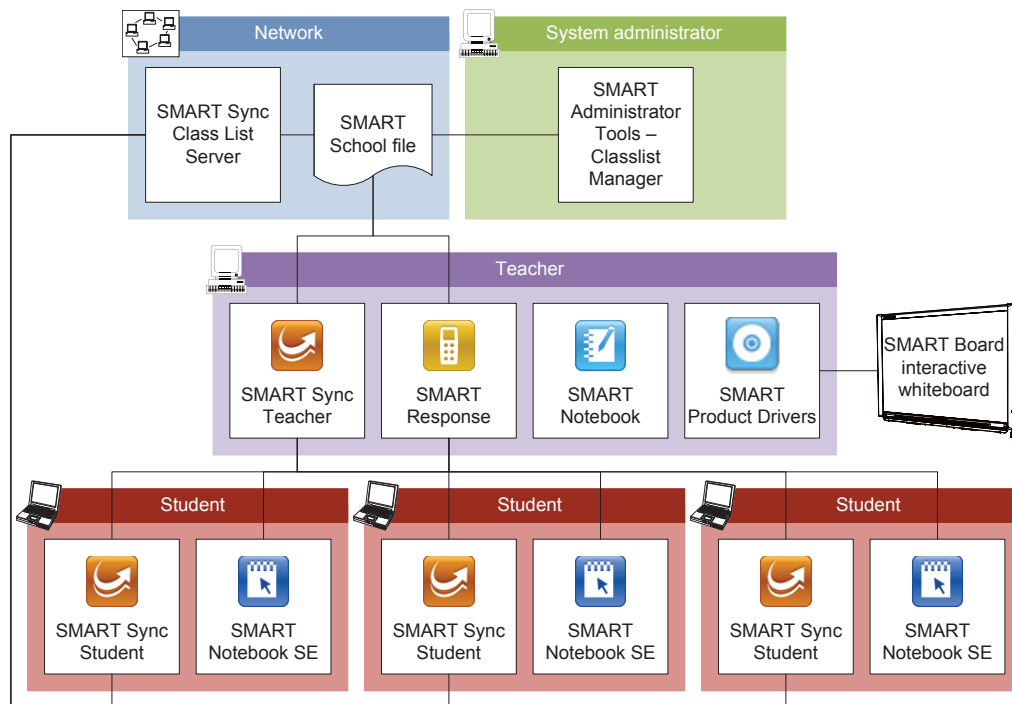 Network
System administrator
SMART Sync
Class List
Server
SMART
School file
SMART
Administrator
Tools –
Classlist
Manager
Teacher
SMART Sync
Teacher
SMART
Response
SMART
Notebook
SMART
Product Drivers
SMART Board
interactive
whiteboard
Student
Student
Student
SMART Sync
Student
SMART
Notebook SE
SMART Sync
Student
SMART
Notebook SE
SMART Sync
Student
SMART
Notebook SE